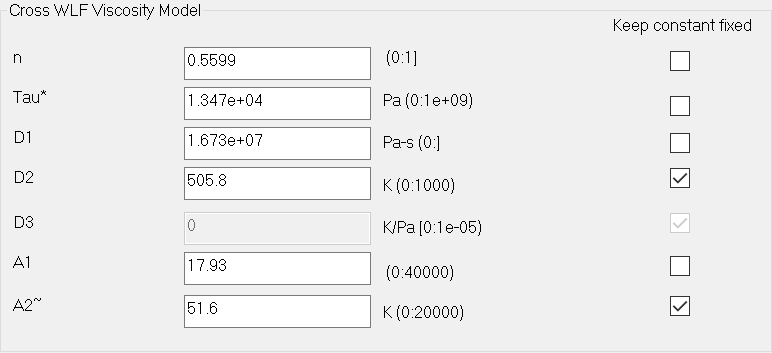 Cross WLF Viscosity Model
Keep constant fixed
n 0.5599 (0:1]
Tau* 1.347e+04 Pa (0:1e+09)
D1 1.673e+07 Pa-s (0:]
D2 505.8 K (0:1000)
D3 0 K/Pa [0:1e-05)
A1 17.93 (0:40000)
A2~ 51.6 K (0:20000)